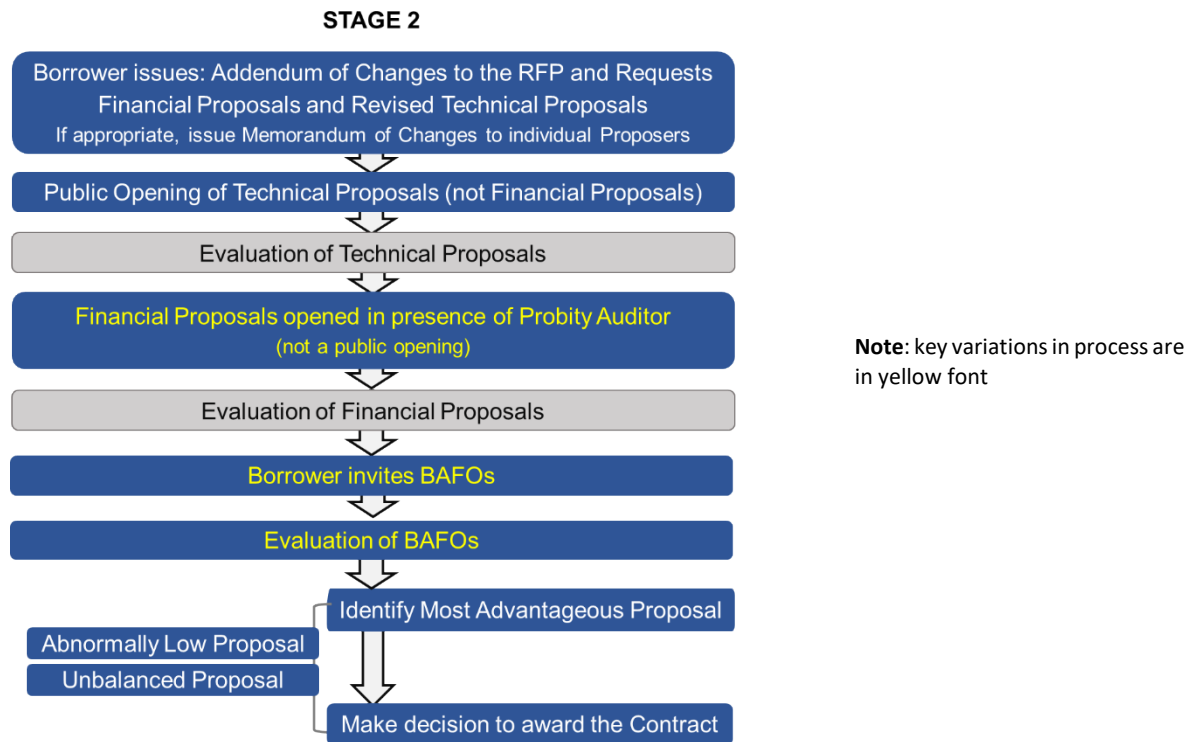 STAGE 2
Borrower issues: Addendum of Changes to the RFP and Requests
Financial Proposals and Revised Technical Proposals
If appropriate, issue Memorandum of Changes to individual Proposers
Public Opening of Technical Proposals (not Financial Proposals)
Evaluation of Technical Proposals
Financial Proposals opened in presence of Probity Auditor
(not a public opening)
Note: key variations in process are
in yellow font
Evaluation of Financial Proposals
Borrower invites BAFOs
Evaluation of BAFOs
Identify Most Advantageous Proposal
Abnormally Low Proposal
Unbalanced Proposal
Make decision to award the Contract